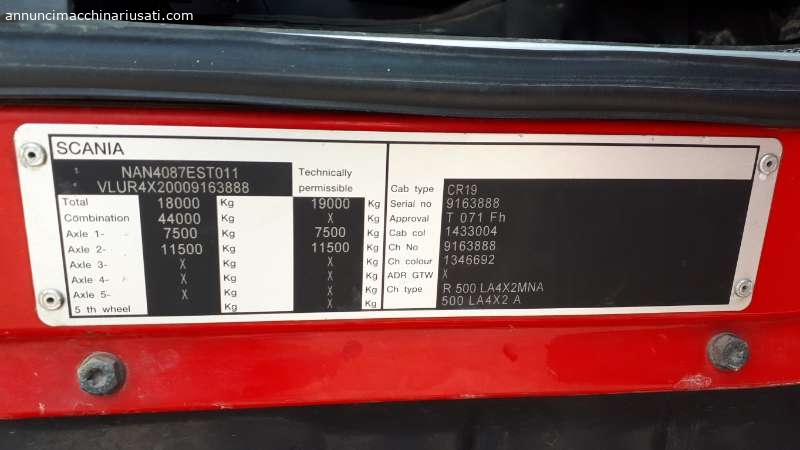 annuncimacchinariusati.com
SCANIA
NAN4087EST011
VLUR4X20009163888
Technically
permissible
Total 18000 Kg 19000 Kg
Combination 44000 Kg X Kg
Axle 1- 7500 Kg 7500 Kg
Axle 2- 11500 Kg 11500 Kg
Axle 3- X Kg X Kg
Axle 4- X Kg X Kg
Axle 5- X Kg X Kg
5 th wheel X Kg X Kg
Cab type CR19
Serial no 9163888
Approval T 071 Fh
Cab col 1433004
Ch No 9163888
Ch colour 1346692
ADR GTW X
Ch type R 500 LA4X2MNA
500 LA4X2 A